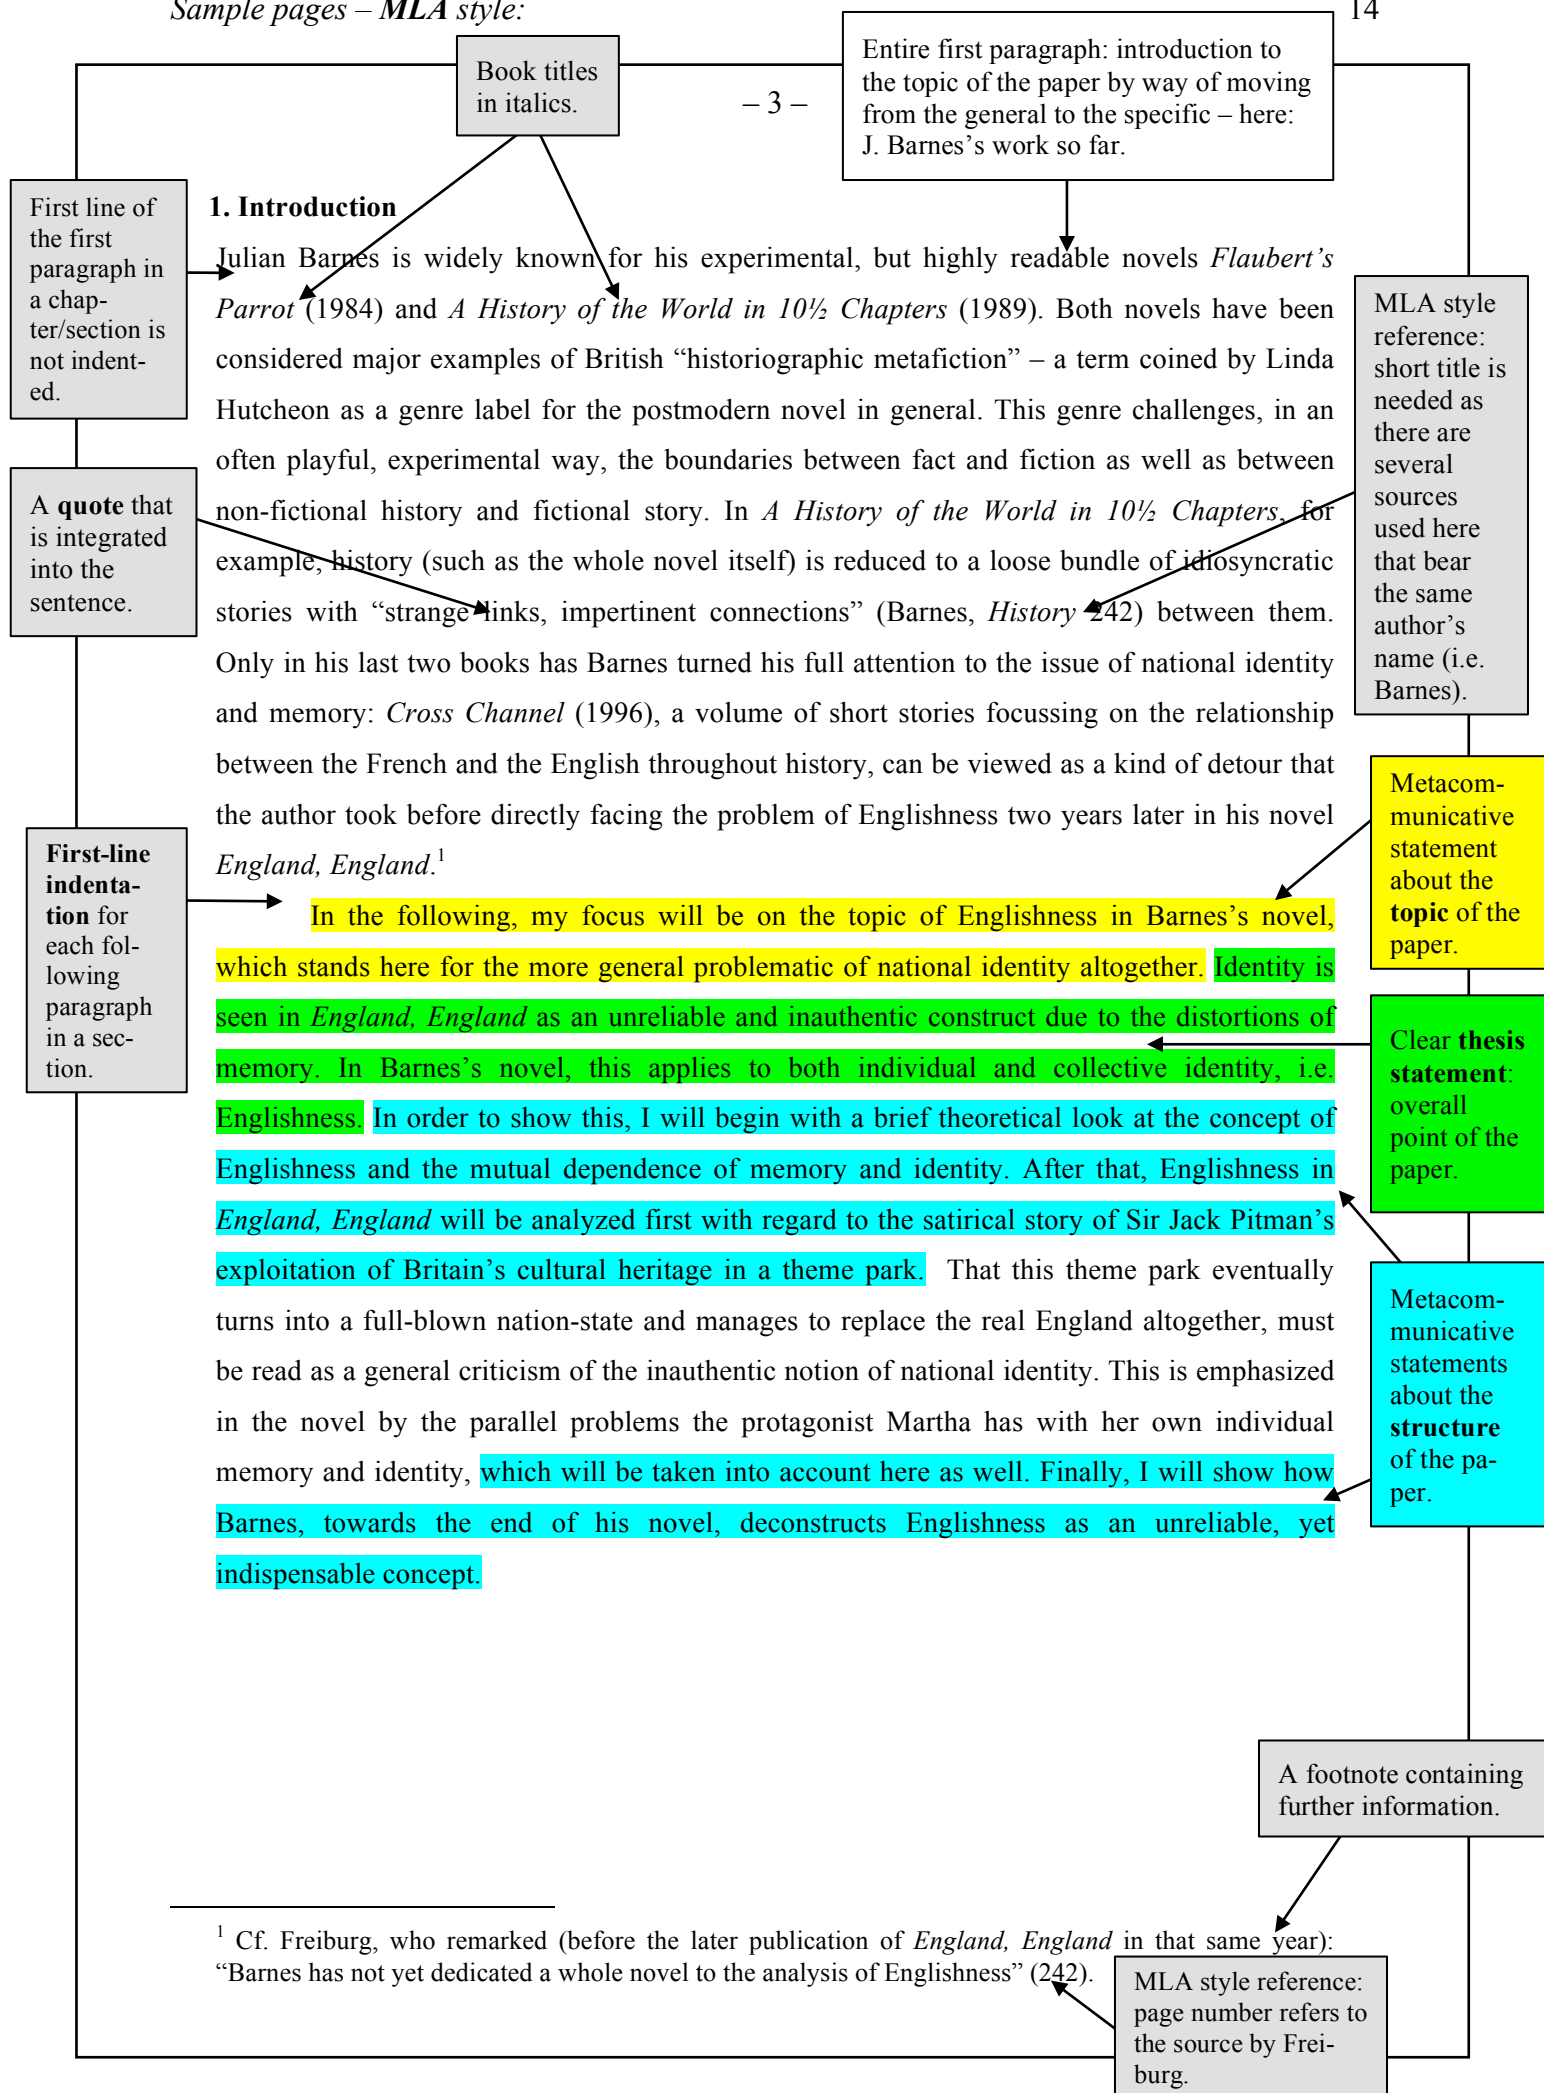 Sample pages – MLA style:
14
Book titles
in italics.
– 3 –
Entire first paragraph: introduction to
the topic of the paper by way of moving
from the general to the specific – here:
J. Barnes’s work so far.
First line of
the first
paragraph in
a chap-
ter/section is
not indent-
ed.
1. Introduction
Julian Barnes is widely known for his experimental, but highly readable novels Flaubert’s
Parrot (1984) and A History of the World in 10½ Chapters (1989). Both novels have been
considered major examples of British “historiographic metafiction” – a term coined by Linda
Hutcheon as a genre label for the postmodern novel in general. This genre challenges, in an
often playful, experimental way, the boundaries between fact and fiction as well as between
non-fictional history and fictional story. In A History of the World in 10½ Chapters, for
example, history (such as the whole novel itself) is reduced to a loose bundle of idiosyncratic
stories with “strange links, impertinent connections” (Barnes, History 242) between them.
Only in his last two books has Barnes turned his full attention to the issue of national identity
and memory: Cross Channel (1996), a volume of short stories focussing on the relationship
between the French and the English throughout history, can be viewed as a kind of detour that
the author took before directly facing the problem of Englishness two years later in his novel
England, England.1
MLA style
reference:
short title is
needed as
there are
several
sources
used here
that bear
the same
author’s
name (i.e.
Barnes).
A quote that
is integrated
into the
sentence.
First-line
indenta-
tion for
each fol-
lowing
paragraph
in a sec-
tion.
In the following, my focus will be on the topic of Englishness in Barnes’s novel,
which stands here for the more general problematic of national identity altogether. Identity is
seen in England, England as an unreliable and inauthentic construct due to the distortions of
memory. In Barnes’s novel, this applies to both individual and collective identity, i.e.
Englishness. In order to show this, I will begin with a brief theoretical look at the concept of
Englishness and the mutual dependence of memory and identity. After that, Englishness in
England, England will be analyzed first with regard to the satirical story of Sir Jack Pitman’s
exploitation of Britain’s cultural heritage in a theme park. That this theme park eventually
turns into a full-blown nation-state and manages to replace the real England altogether, must
be read as a general criticism of the inauthentic notion of national identity. This is emphasized
in the novel by the parallel problems the protagonist Martha has with her own individual
memory and identity, which will be taken into account here as well. Finally, I will show how
Barnes, towards the end of his novel, deconstructs Englishness as an unreliable, yet
indispensable concept.
Metacom-
municative
statement
about the
topic of the
paper.
Clear thesis
statement:
overall
point of the
paper.
Metacom-
municative
statements
about the
structure
of the pa-
per.
A footnote containing
further information.
1 Cf. Freiburg, who remarked (before the later publication of England, England in that same year):
“Barnes has not yet dedicated a whole novel to the analysis of Englishness” (242).
MLA style reference:
page number refers to
the source by Frei-
burg.